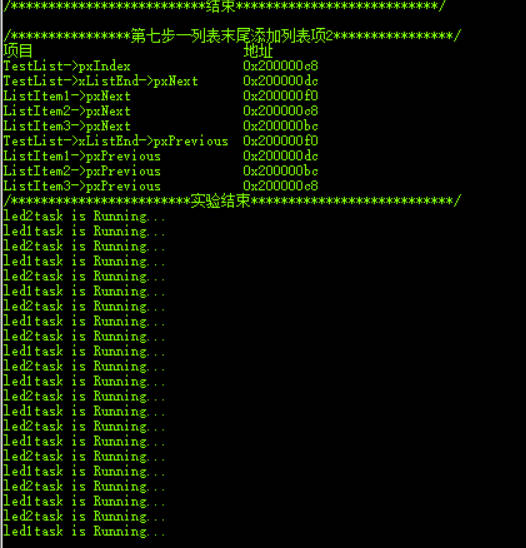 /**************************结束**************************/
/****************第七步一列表末尾添加列表项2****************/
项目 地址
TestList->pxIndex 0x200000c8
TestList->xListEnd->pxNext 0x200000dc
ListItem1->pxNext 0x200000f0
ListItem2->pxNext 0x200000c8
ListItem3->pxNext 0x200000bc
TestList->xListEnd->pxPrevious 0x200000f0
ListItem1->pxPrevious 0x200000dc
ListItem2->pxPrevious 0x200000bc
ListItem3->pxPrevious 0x200000c8
/************************实验结束***************************/
led2task is Running...
led1task is Running...
led2task is Running...
led1task is Running...
led2task is Running...
led1task is Running...
led2task is Running...
led1task is Running...
led2task is Running...
led1task is Running...
led2task is Running...
led1task is Running...
led2task is Running...
led1task is Running...
led2task is Running...
led1task is Running...
led2task is Running...
led1task is Running...
led2task is Running...
led1task is Running...
led2task is Running...
led1task is Running...